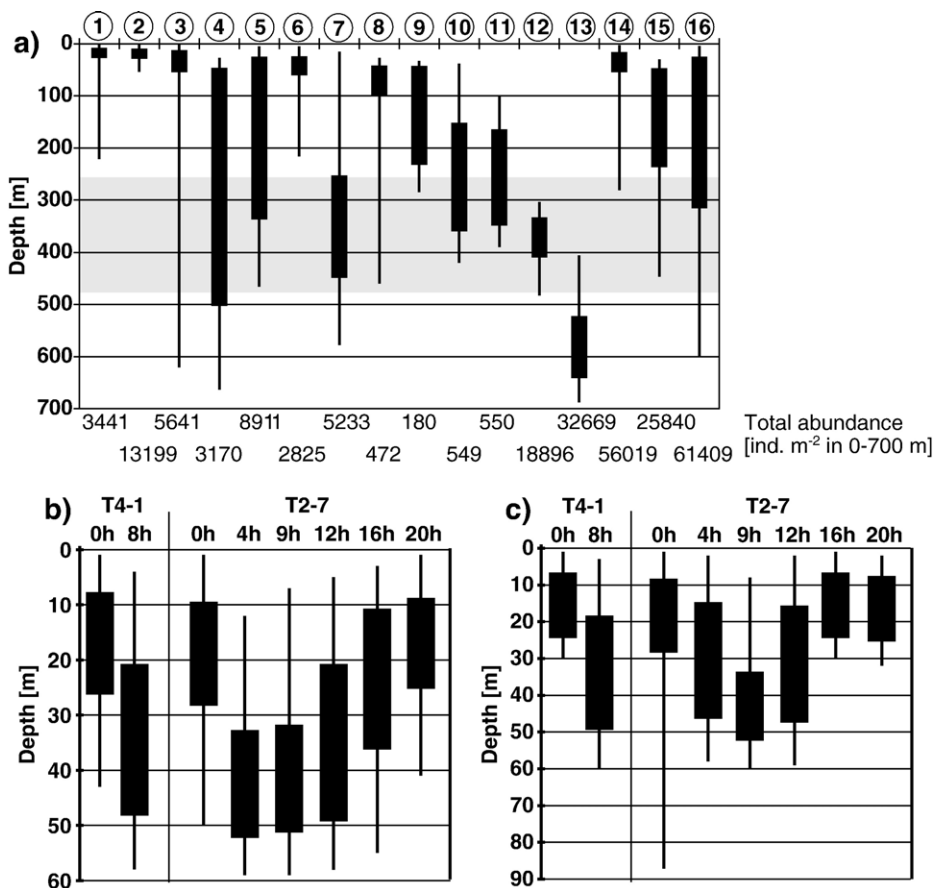 a)
1 2 3 4 5 6 7 8 9 10 11 12 13 14 15 16
Depth [m]
0
100
200
300
400
500
600
700
3441 5641 8911 5233 180 550 32669 25840 Total abundance
13199 3170 2825 472 549 18896 56019 61409 [ind. m-2 in 0-700 m]
b)
T4-1 T2-7
0h 8h 0h 4h 9h 12h 16h 20h
Depth [m]
0
10
20
30
40
50
60
c)
T4-1 T2-7
0h 8h 0h 4h 9h 12h 16h 20h
Depth [m]
0
10
20
30
40
50
60
70
80
90